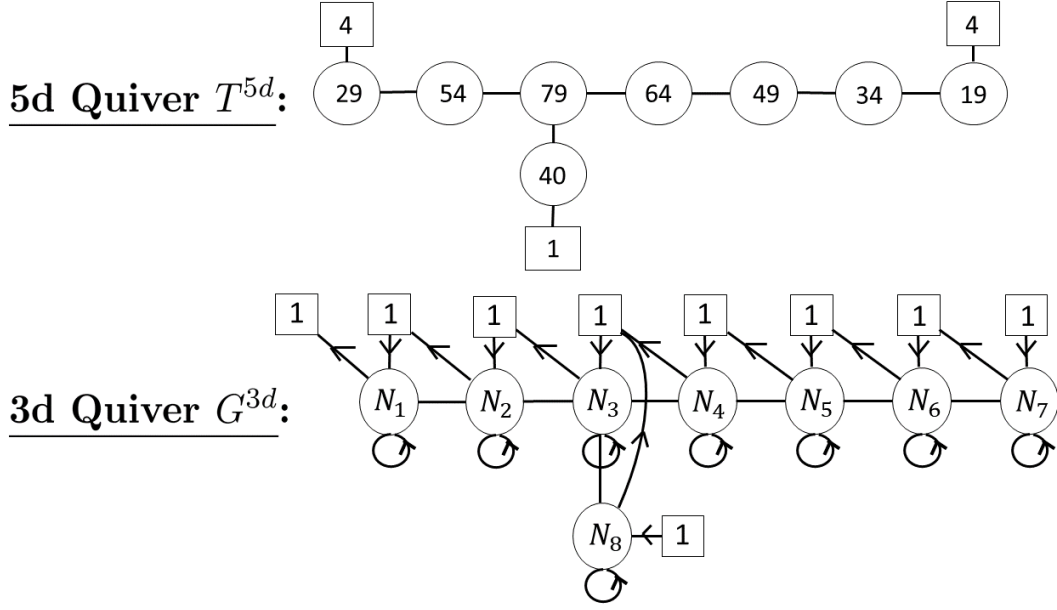 4 4
5d Quiver T^{5d}: 29 54 79 64 49 34 19
40
1
1 1 1 1 1 1 1 1
3d Quiver G^{3d}: N_1 N_2 N_3 N_4 N_5 N_6 N_7
N_8 1